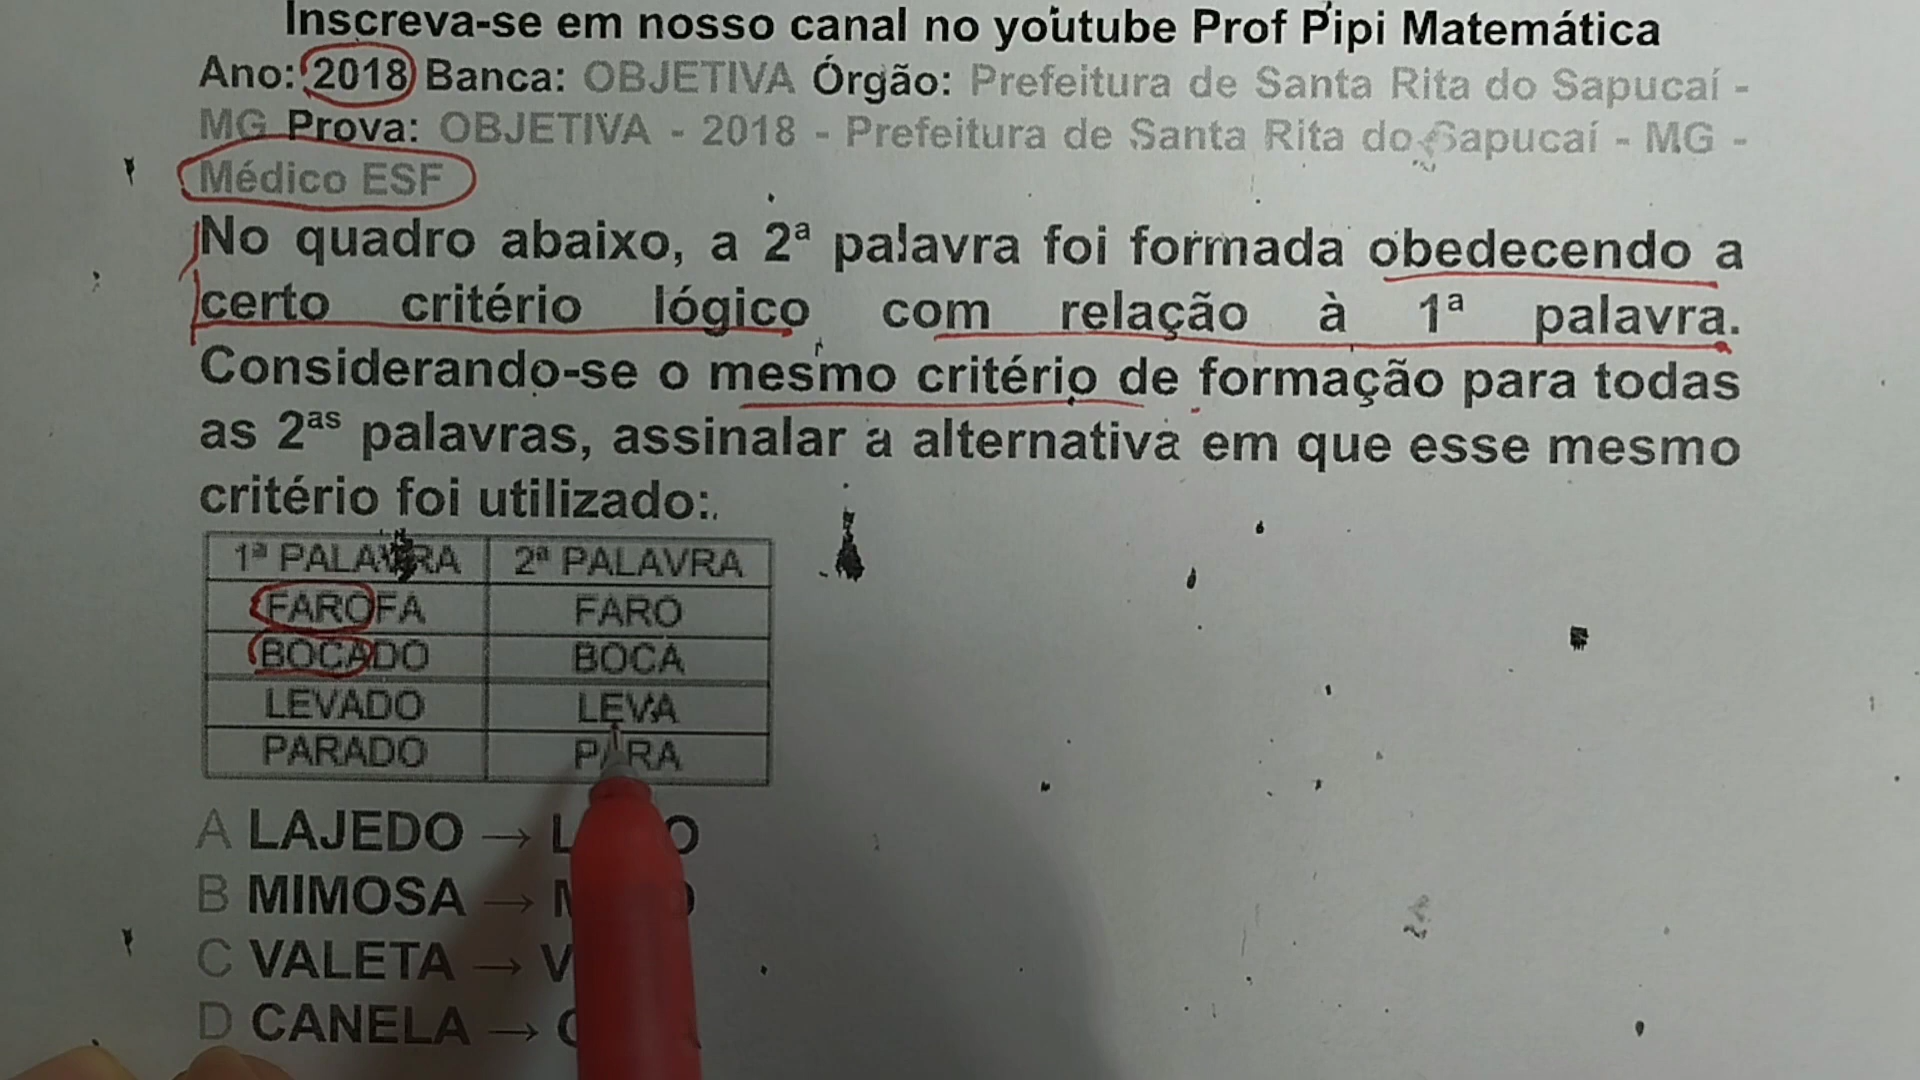 Inscreva-se em nosso canal no youtube Prof Pipi Matemática
Ano: 2018 Banca: OBJETIVA Órgão: Prefeitura de Santa Rita do Sapucaí -
MG Prova: OBJETIVA - 2018 - Prefeitura de Santa Rita do Sapucaí - MG -
Médico ESF
No quadro abaixo, a 2ª palavra foi formada obedecendo a
certo critério lógico com relação à 1ª palavra.
Considerando-se o mesmo critério de formação para todas
as 2ªˢ palavras, assinalar a alternativa em que esse mesmo
critério foi utilizado:
1ª PALAVRA 2ª PALAVRA
FAROFA FARO
BOCADO BOCA
LEVADO LEVA
PARADO PARA
A LAJEDO →
B MIMOSA →
C VALETA →
D CANELA →